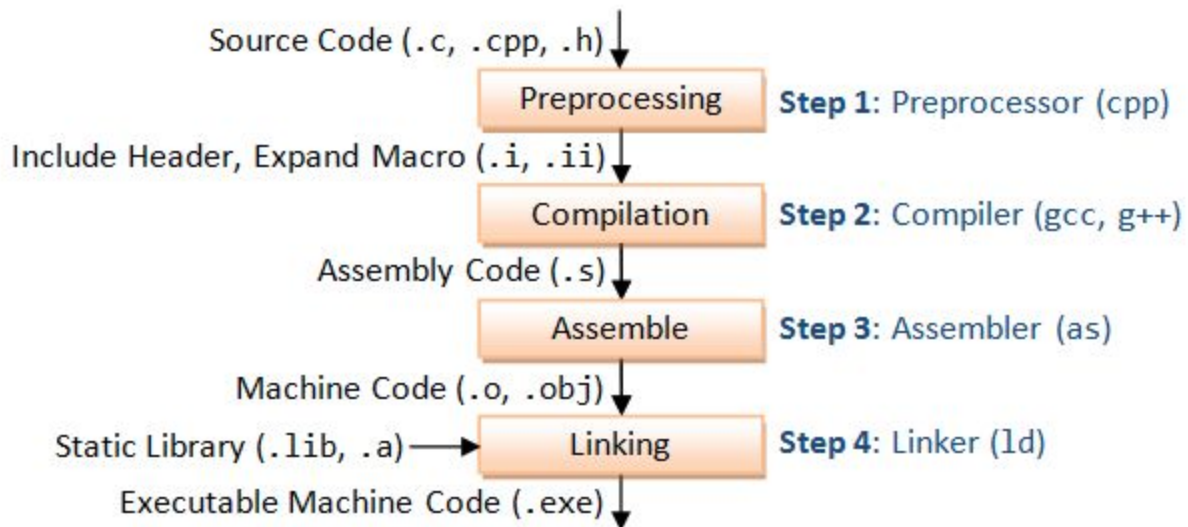 Source Code (.c, .cpp, .h)
Preprocessing
Step 1: Preprocessor (cpp)
Include Header, Expand Macro (.i, .ii)
Compilation
Step 2: Compiler (gcc, g++)
Assembly Code (.s)
Assemble
Step 3: Assembler (as)
Machine Code (.o, .obj)
Static Library (.lib, .a)
Linking
Step 4: Linker (ld)
Executable Machine Code (.exe)